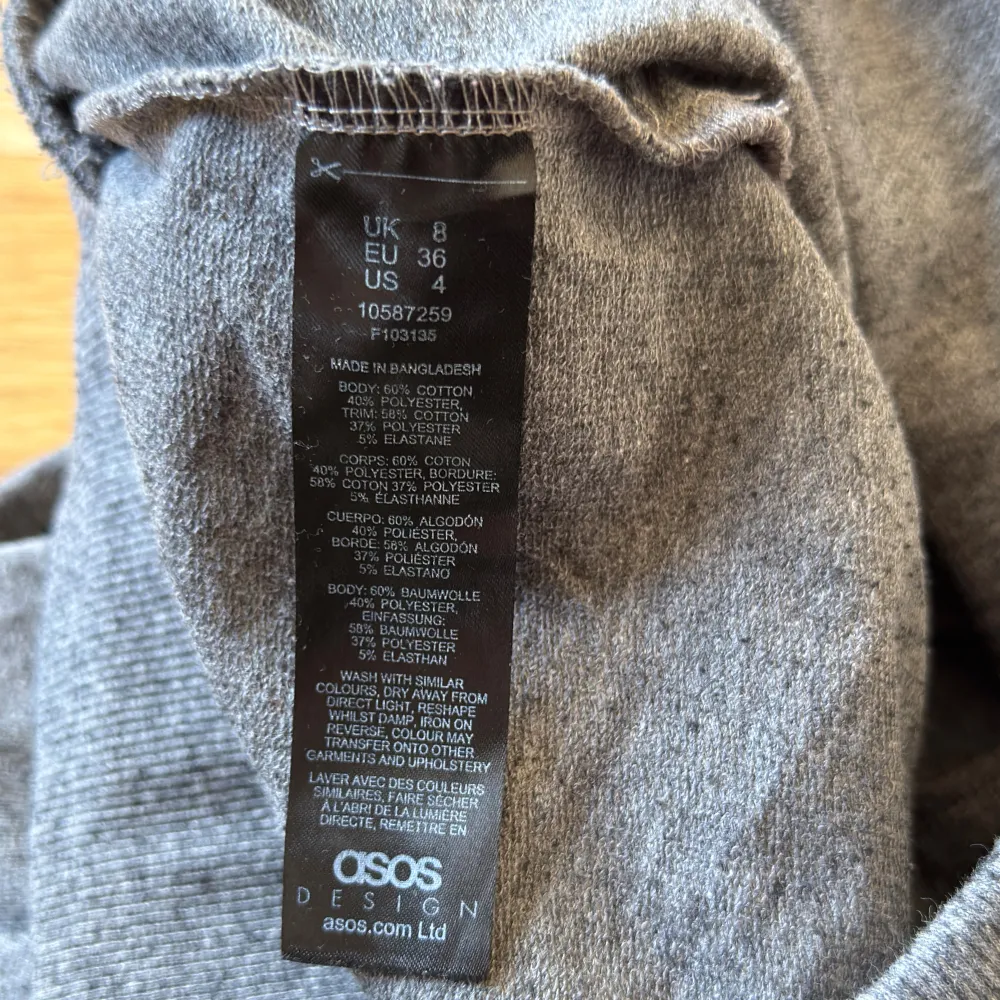 UK 8
EU 36
US 4
10587259
F103135
MADE IN BANGLADESH
BODY: 60% COTTON
40% POLYESTER,
TRIM: 58% COTTON
37% POLYESTER
5% ELASTANE
CORPS: 60% COTON
40% POLYESTER, BORDURE:
58% COTON 37% POLYESTER
5% ÉLASTHANNE
CUERPO: 60% ALGODÓN
40% POLIÉSTER,
BORDE: 58% ALGODÓN
37% POLIÉSTER
5% ELASTANO
BODY: 60% BAUMWOLLE
40% POLYESTER,
EINFASSUNG:
58% BAUMWOLLE
37% POLYESTER
5% ELASTHAN
WASH WITH SIMILAR
COLOURS, DRY AWAY FROM
DIRECT LIGHT, RESHAPE
WHILST DAMP, IRON ON
REVERSE, COLOUR MAY
TRANSFER ONTO OTHER
GARMENTS AND UPHOLSTERY
LAVER AVEC DES COULEURS
SIMILAIRES, FAIRE SÉCHER
À L'ABRI DE LA LUMIÈRE
DIRECTE, REMETTRE EN
asos
DESIGN
asos.com Ltd